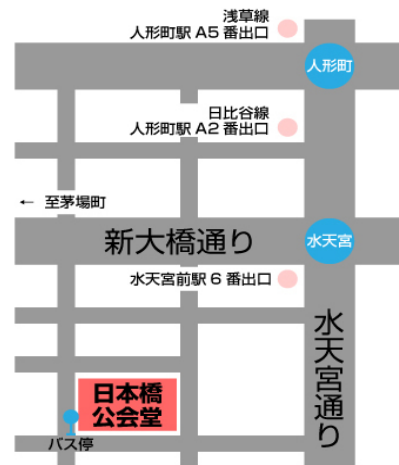 浅草線
人形町駅 A5 番出口
人形町
日比谷線
人形町駅 A2 番出口
← 至茅場町
新大橋通り
水天宮
水天宮前駅 6 番出口
水天宮通り
日本橋
公会堂
バス停